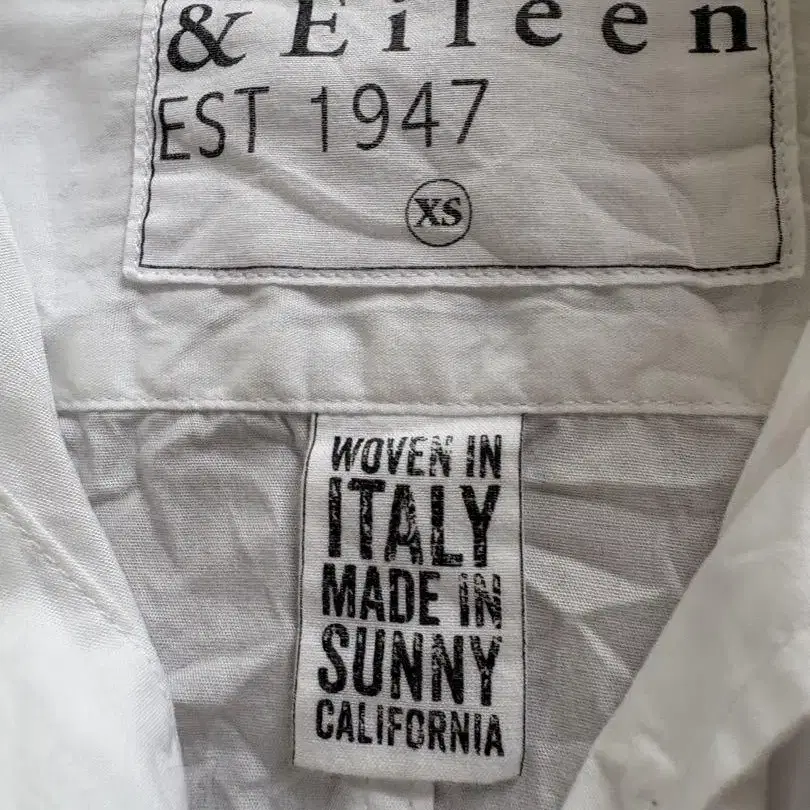 & Eileen
EST 1947
XS
WOVEN IN
ITALY
MADE IN
SUNNY
CALIFORNIA